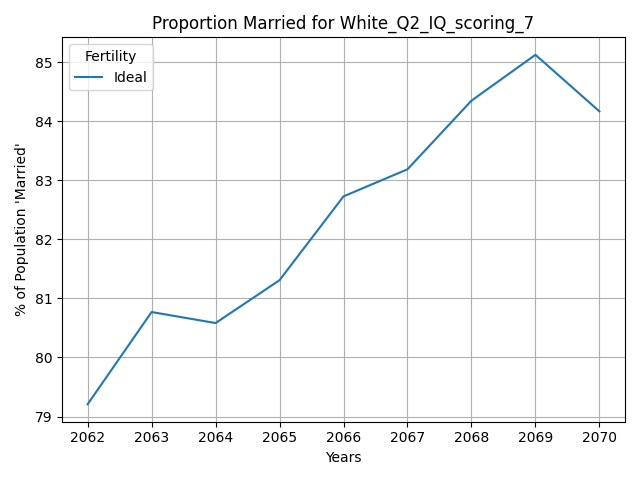 Proportion Married for White_Q2_IQ_scoring_7
Fertility
Ideal
% of Population 'Married'
85
84
83
82
81
80
79
2062 2063 2064 2065 2066 2067 2068 2069 2070
Years